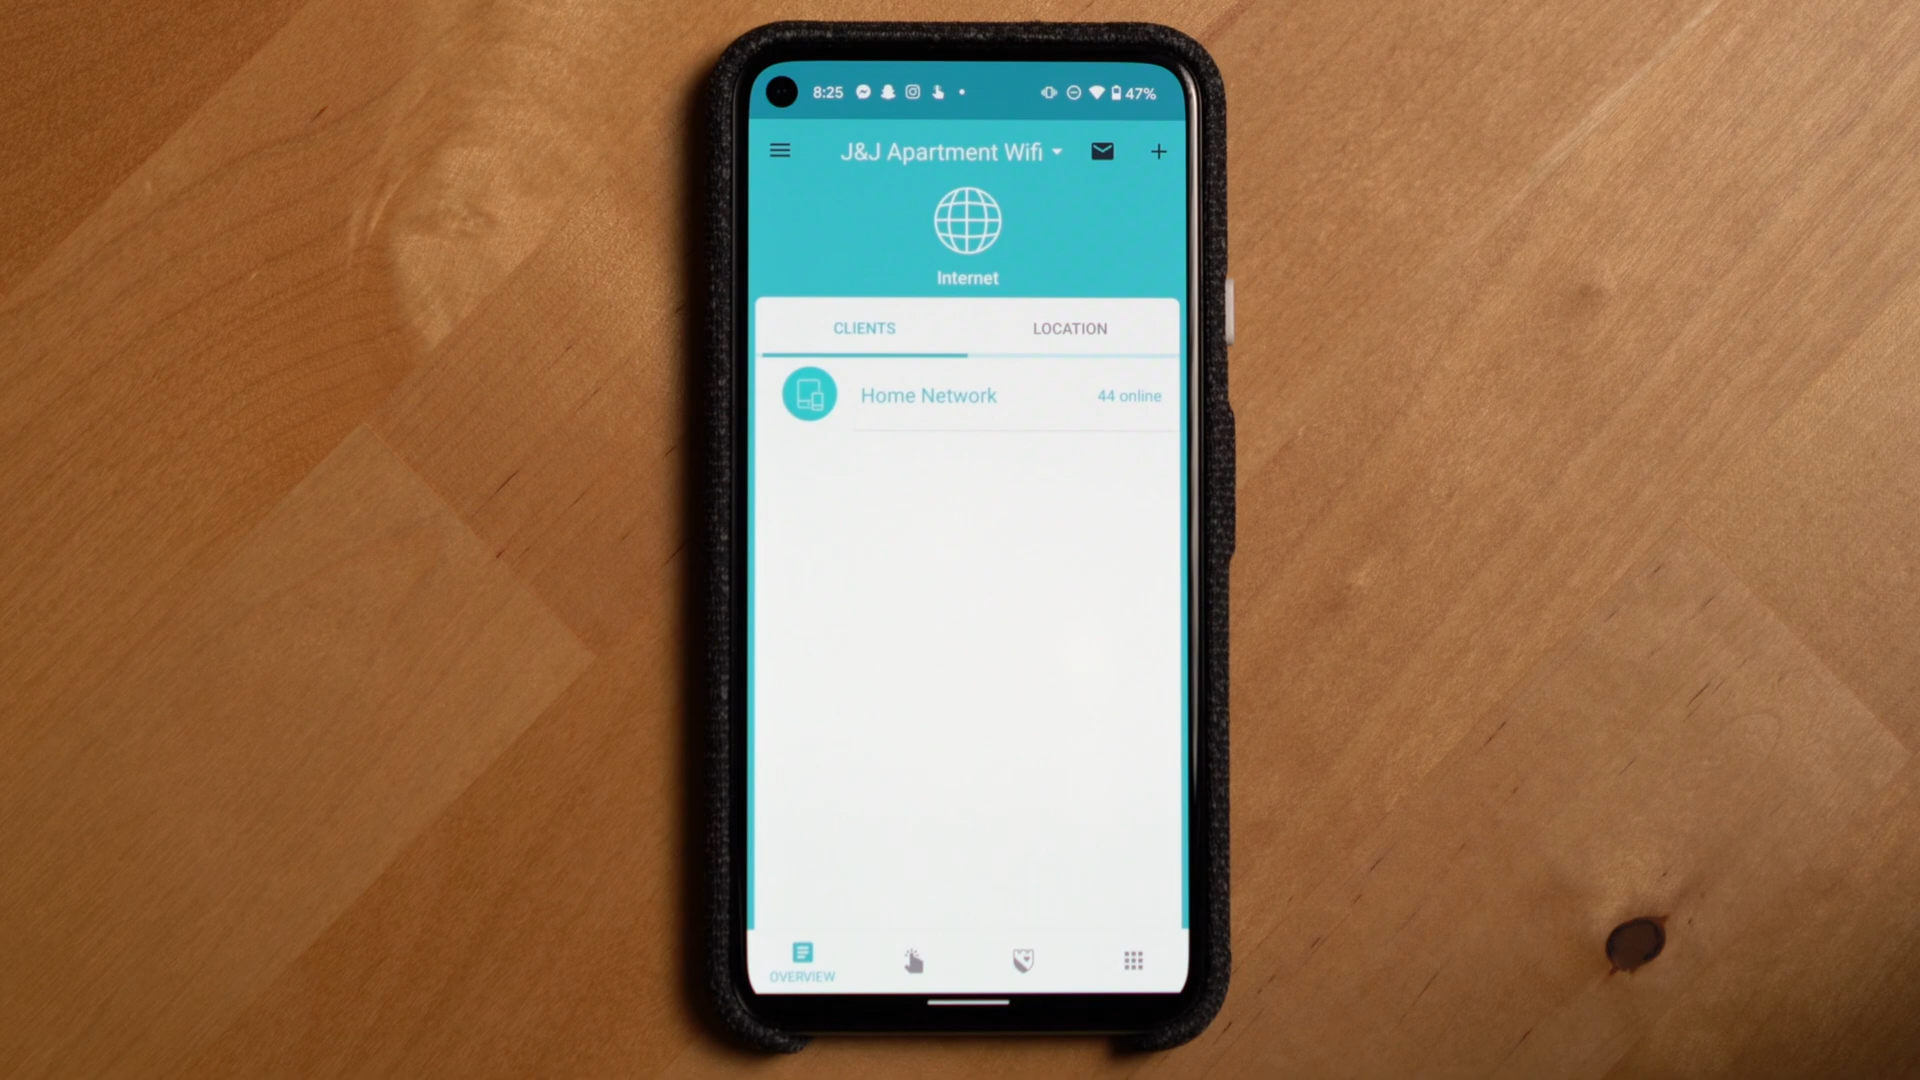 8:25 47%
J&J Apartment Wifi
Internet
CLIENTS LOCATION
Home Network 44 online
OVERVIEW